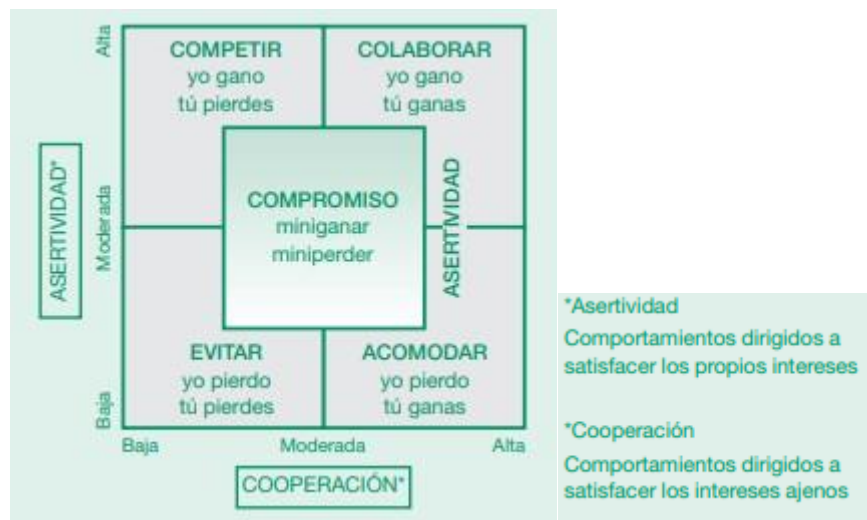 Alta
COMPETIR
yo gano
tú pierdes
COLABORAR
yo gano
tú ganas
ASERTIVIDAD*
Moderada
COMPROMISO
miniganar
miniperder
ASERTIVIDAD
EVITAR
yo pierdo
tú pierdes
ACOMODAR
yo pierdo
tú ganas
Baja
Baja
Moderada
Alta
COOPERACIÓN*
*Asertividad
Comportamientos dirigidos a
satisfacer los propios intereses
*Cooperación
Comportamientos dirigidos a
satisfacer los intereses ajenos